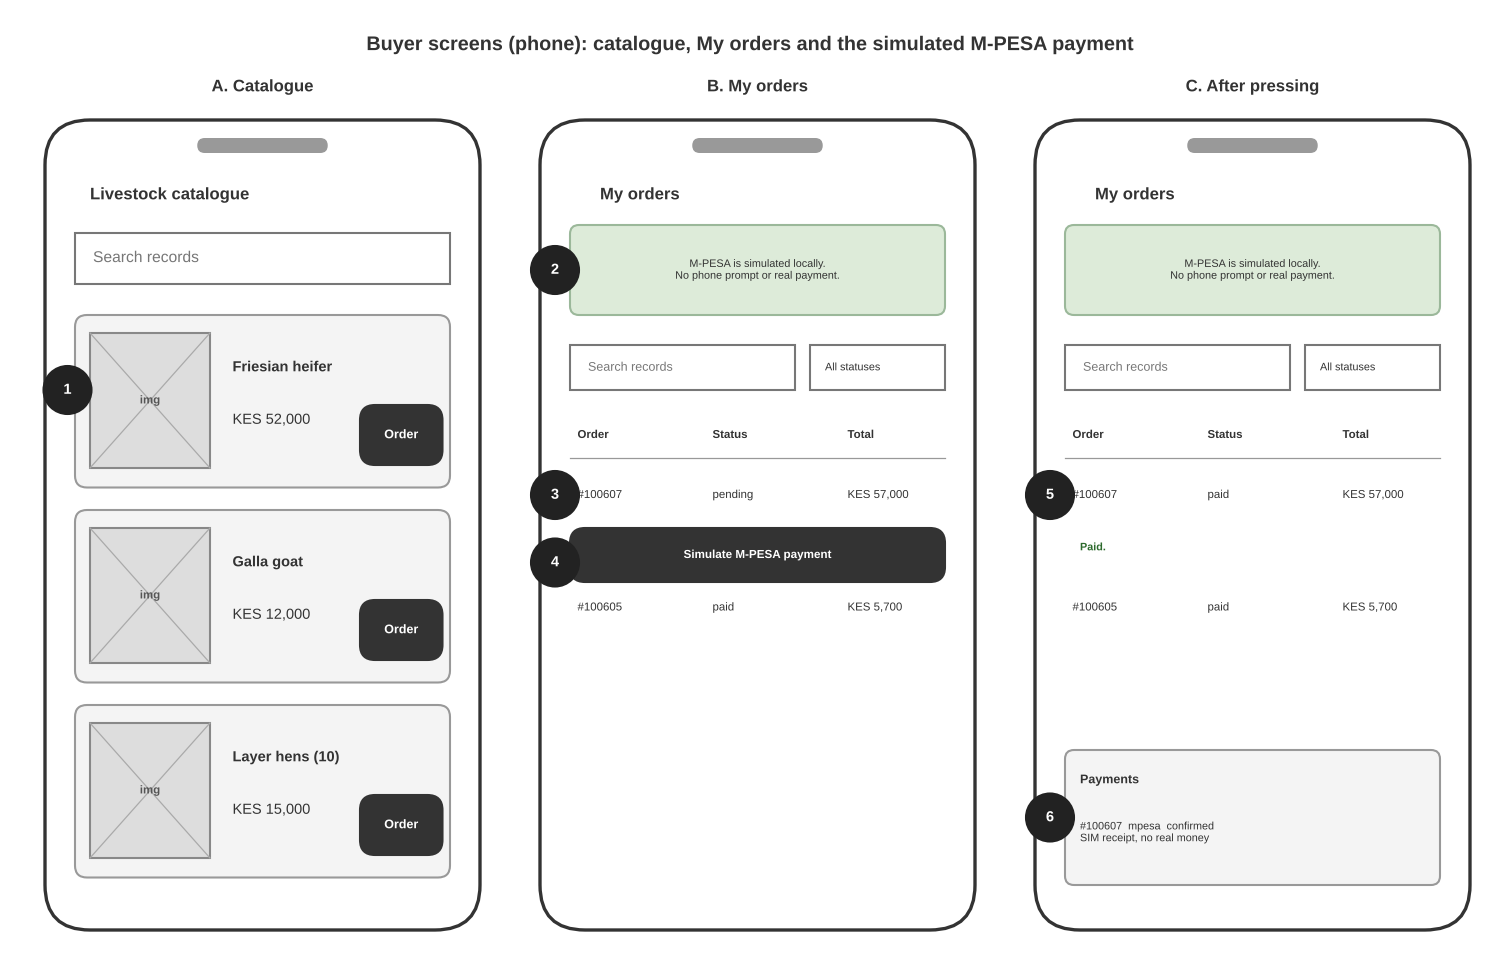 Buyer screens (phone): catalogue, My orders and the simulated M-PESA payment
A. Catalogue
Livestock catalogue
Search records
1
img
Friesian heifer
KES 52,000
Order
img
Galla goat
KES 12,000
Order
img
Layer hens (10)
KES 15,000
Order
B. My orders
My orders
2
M-PESA is simulated locally.
No phone prompt or real payment.
Search records
All statuses
Order Status Total
3
#100607 pending KES 57,000
4
Simulate M-PESA payment
#100605 paid KES 5,700
C. After pressing
My orders
M-PESA is simulated locally.
No phone prompt or real payment.
Search records
All statuses
Order Status Total
5
#100607 paid KES 57,000
Paid.
#100605 paid KES 5,700
6
Payments
#100607 mpesa confirmed
SIM receipt, no real money